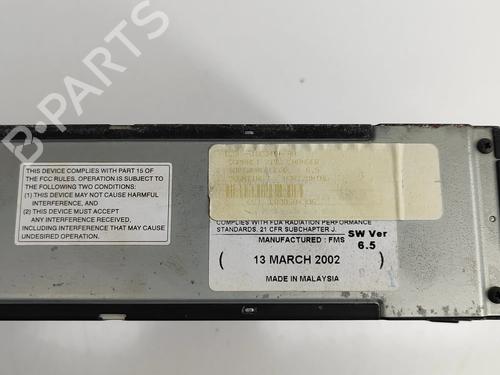 THIS DEVICE COMPLIES WITH PART 15 OF
THE FCC RULES. OPERATION IS SUBJECT TO
THE FOLLOWING TWO CONDITIONS:
(1) THIS DEVICE MAY NOT CAUSE HARMFUL
INTERFERENCE, AND
(2) THIS DEVICE MUST ACCEPT
ANY INTERFERENCE RECEIVED,
INCLUDING INTERFERENCE THAT MAY CAUSE
UNDESIRED OPERATION.
6.5
COMPLIES WITH FDA RADIATION PERFORMANCE
STANDARDS, 21 CFR SUBCHAPTER J.
SW Ver
MANUFACTURED : FMS
6.5
( 13 MARCH 2002 )
MADE IN MALAYSIA
B-PARTS